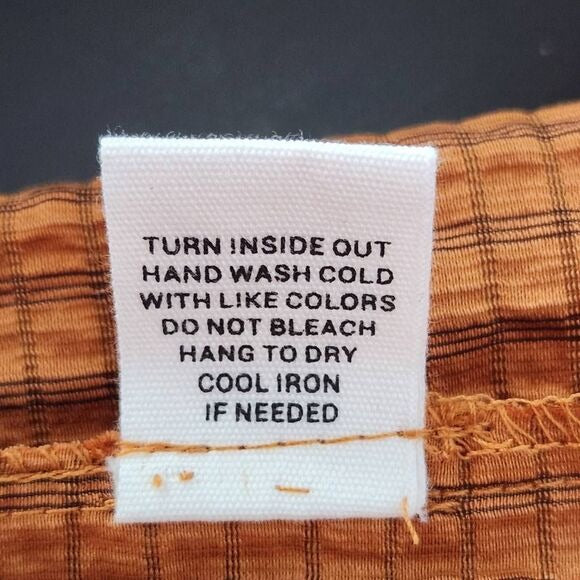 TURN INSIDE OUT
HAND WASH COLD
WITH LIKE COLORS
DO NOT BLEACH
HANG TO DRY
COOL IRON
IF NEEDED